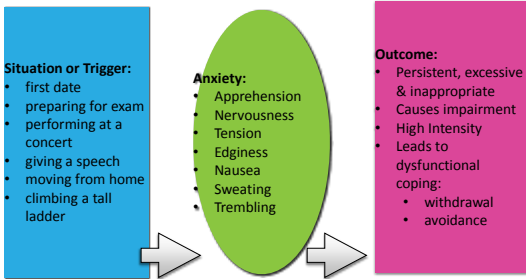 Situation or Trigger:
• first date
• preparing for exam
• performing at a
concert
• giving a speech
• moving from home
• climbing a tall
ladder
Anxiety:
• Apprehension
• Nervousness
• Tension
• Edginess
• Nausea
• Sweating
• Trembling
Outcome:
• Persistent, excessive
& inappropriate
• Causes impairment
• High Intensity
• Leads to
dysfunctional
coping:
• withdrawal
• avoidance